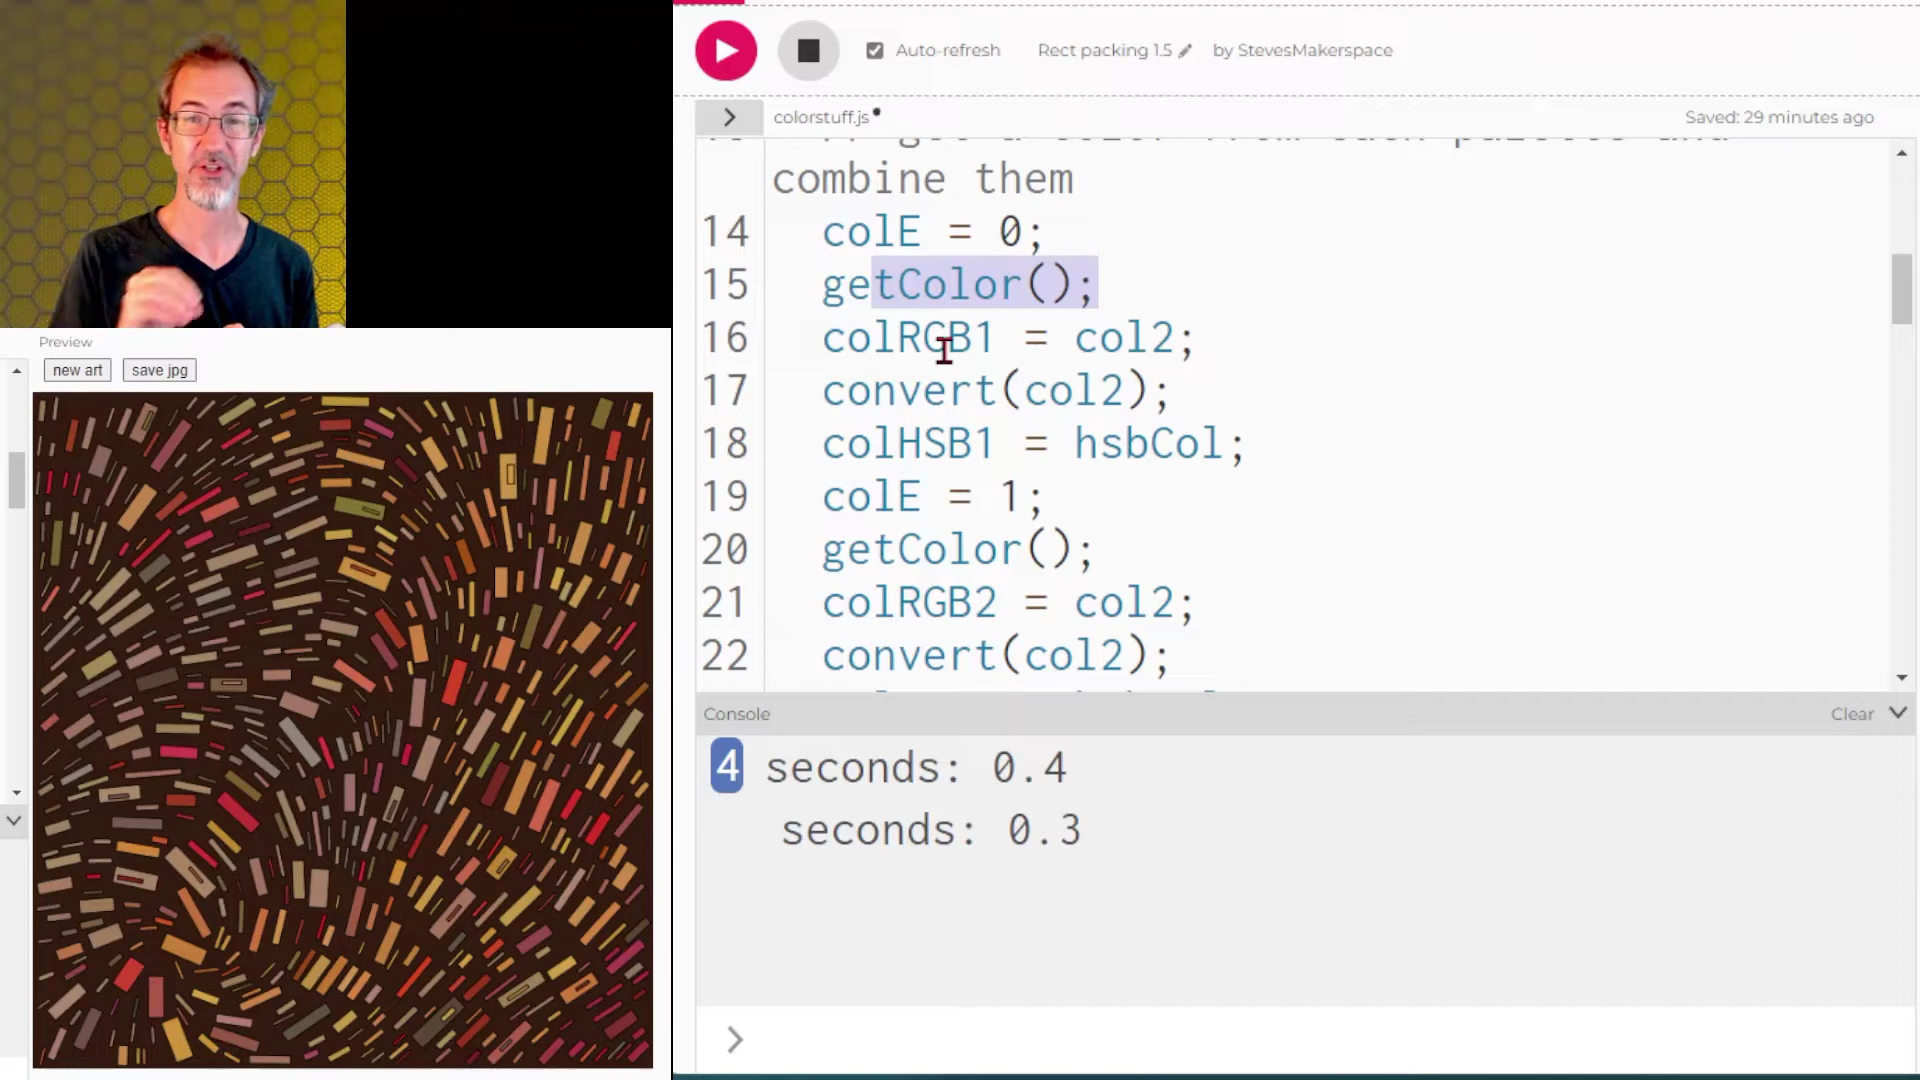 Auto-refresh
Rect packing 1.5
by StevesMakerspace
colorstuff.js
Saved: 29 minutes ago
combine them
14 colE = 0;
15 getColor();
16 colRGB1 = col2;
17 convert(col2);
18 colHSB1 = hsbCol;
19 colE = 1;
20 getColor();
21 colRGB2 = col2;
22 convert(col2);
Console
Clear
4 seconds: 0.4
seconds: 0.3
Preview
new art
save jpg